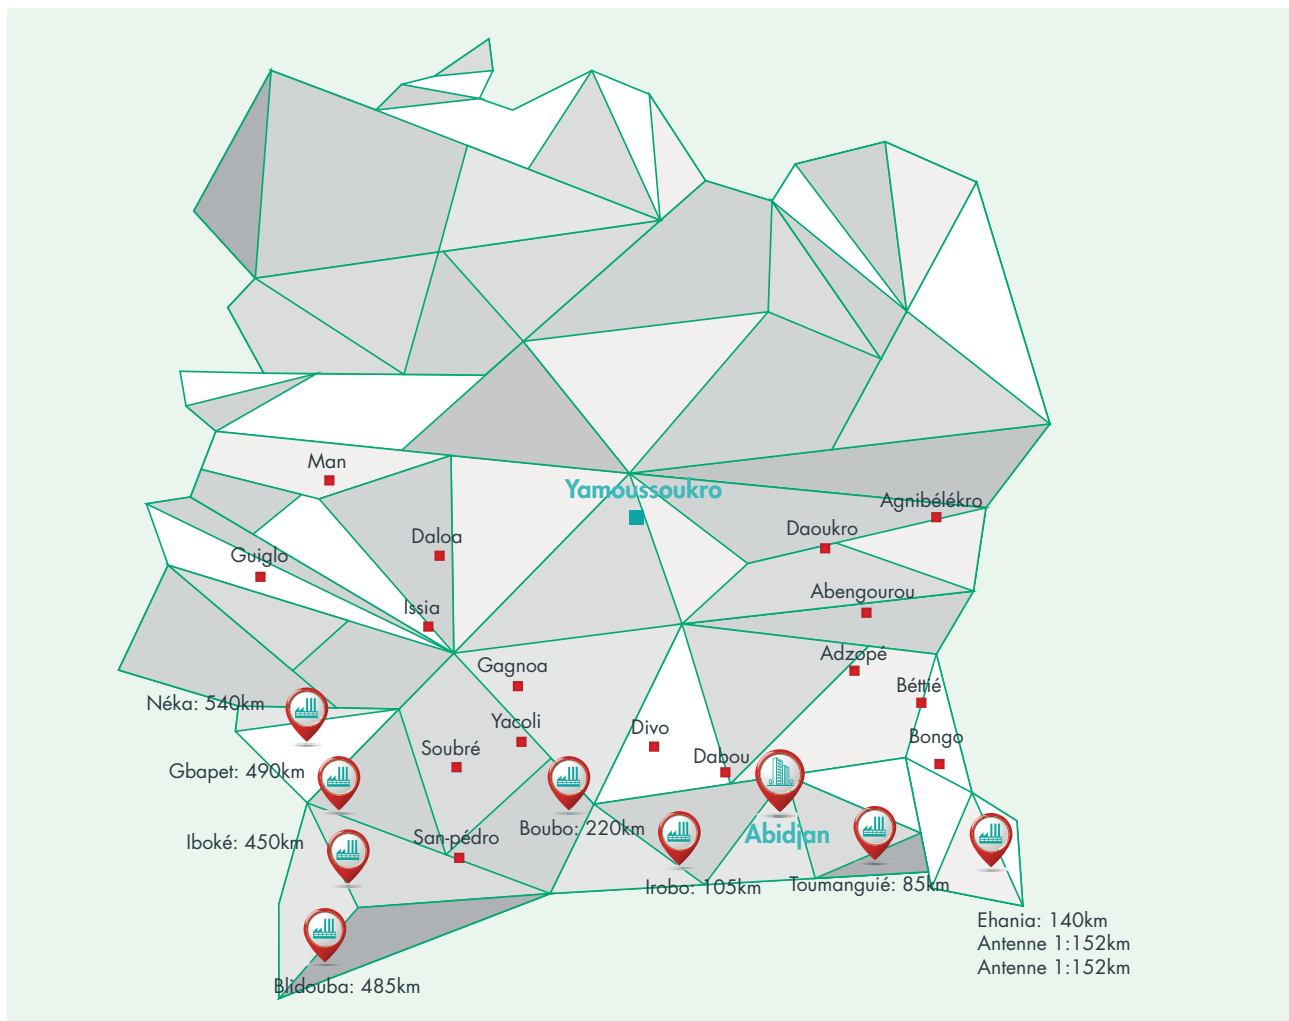 Man
Yamoussoukro
Agnibélékro
Daoukro
Daloa
Guiglo
Abengourou
Issia
Adzopé
Gagnoa
Béttié
Néka: 540km
Yacoli
Divo
Bongo
Soubré
Dabou
Gbapet: 490km
Boubo: 220km
Abidjan
Iboké: 450km
San-pédro
Irobo: 105km
Toumanguié: 85km
Ehania: 140km
Antenne 1:152km
Antenne 1:152km
Blidouba: 485km